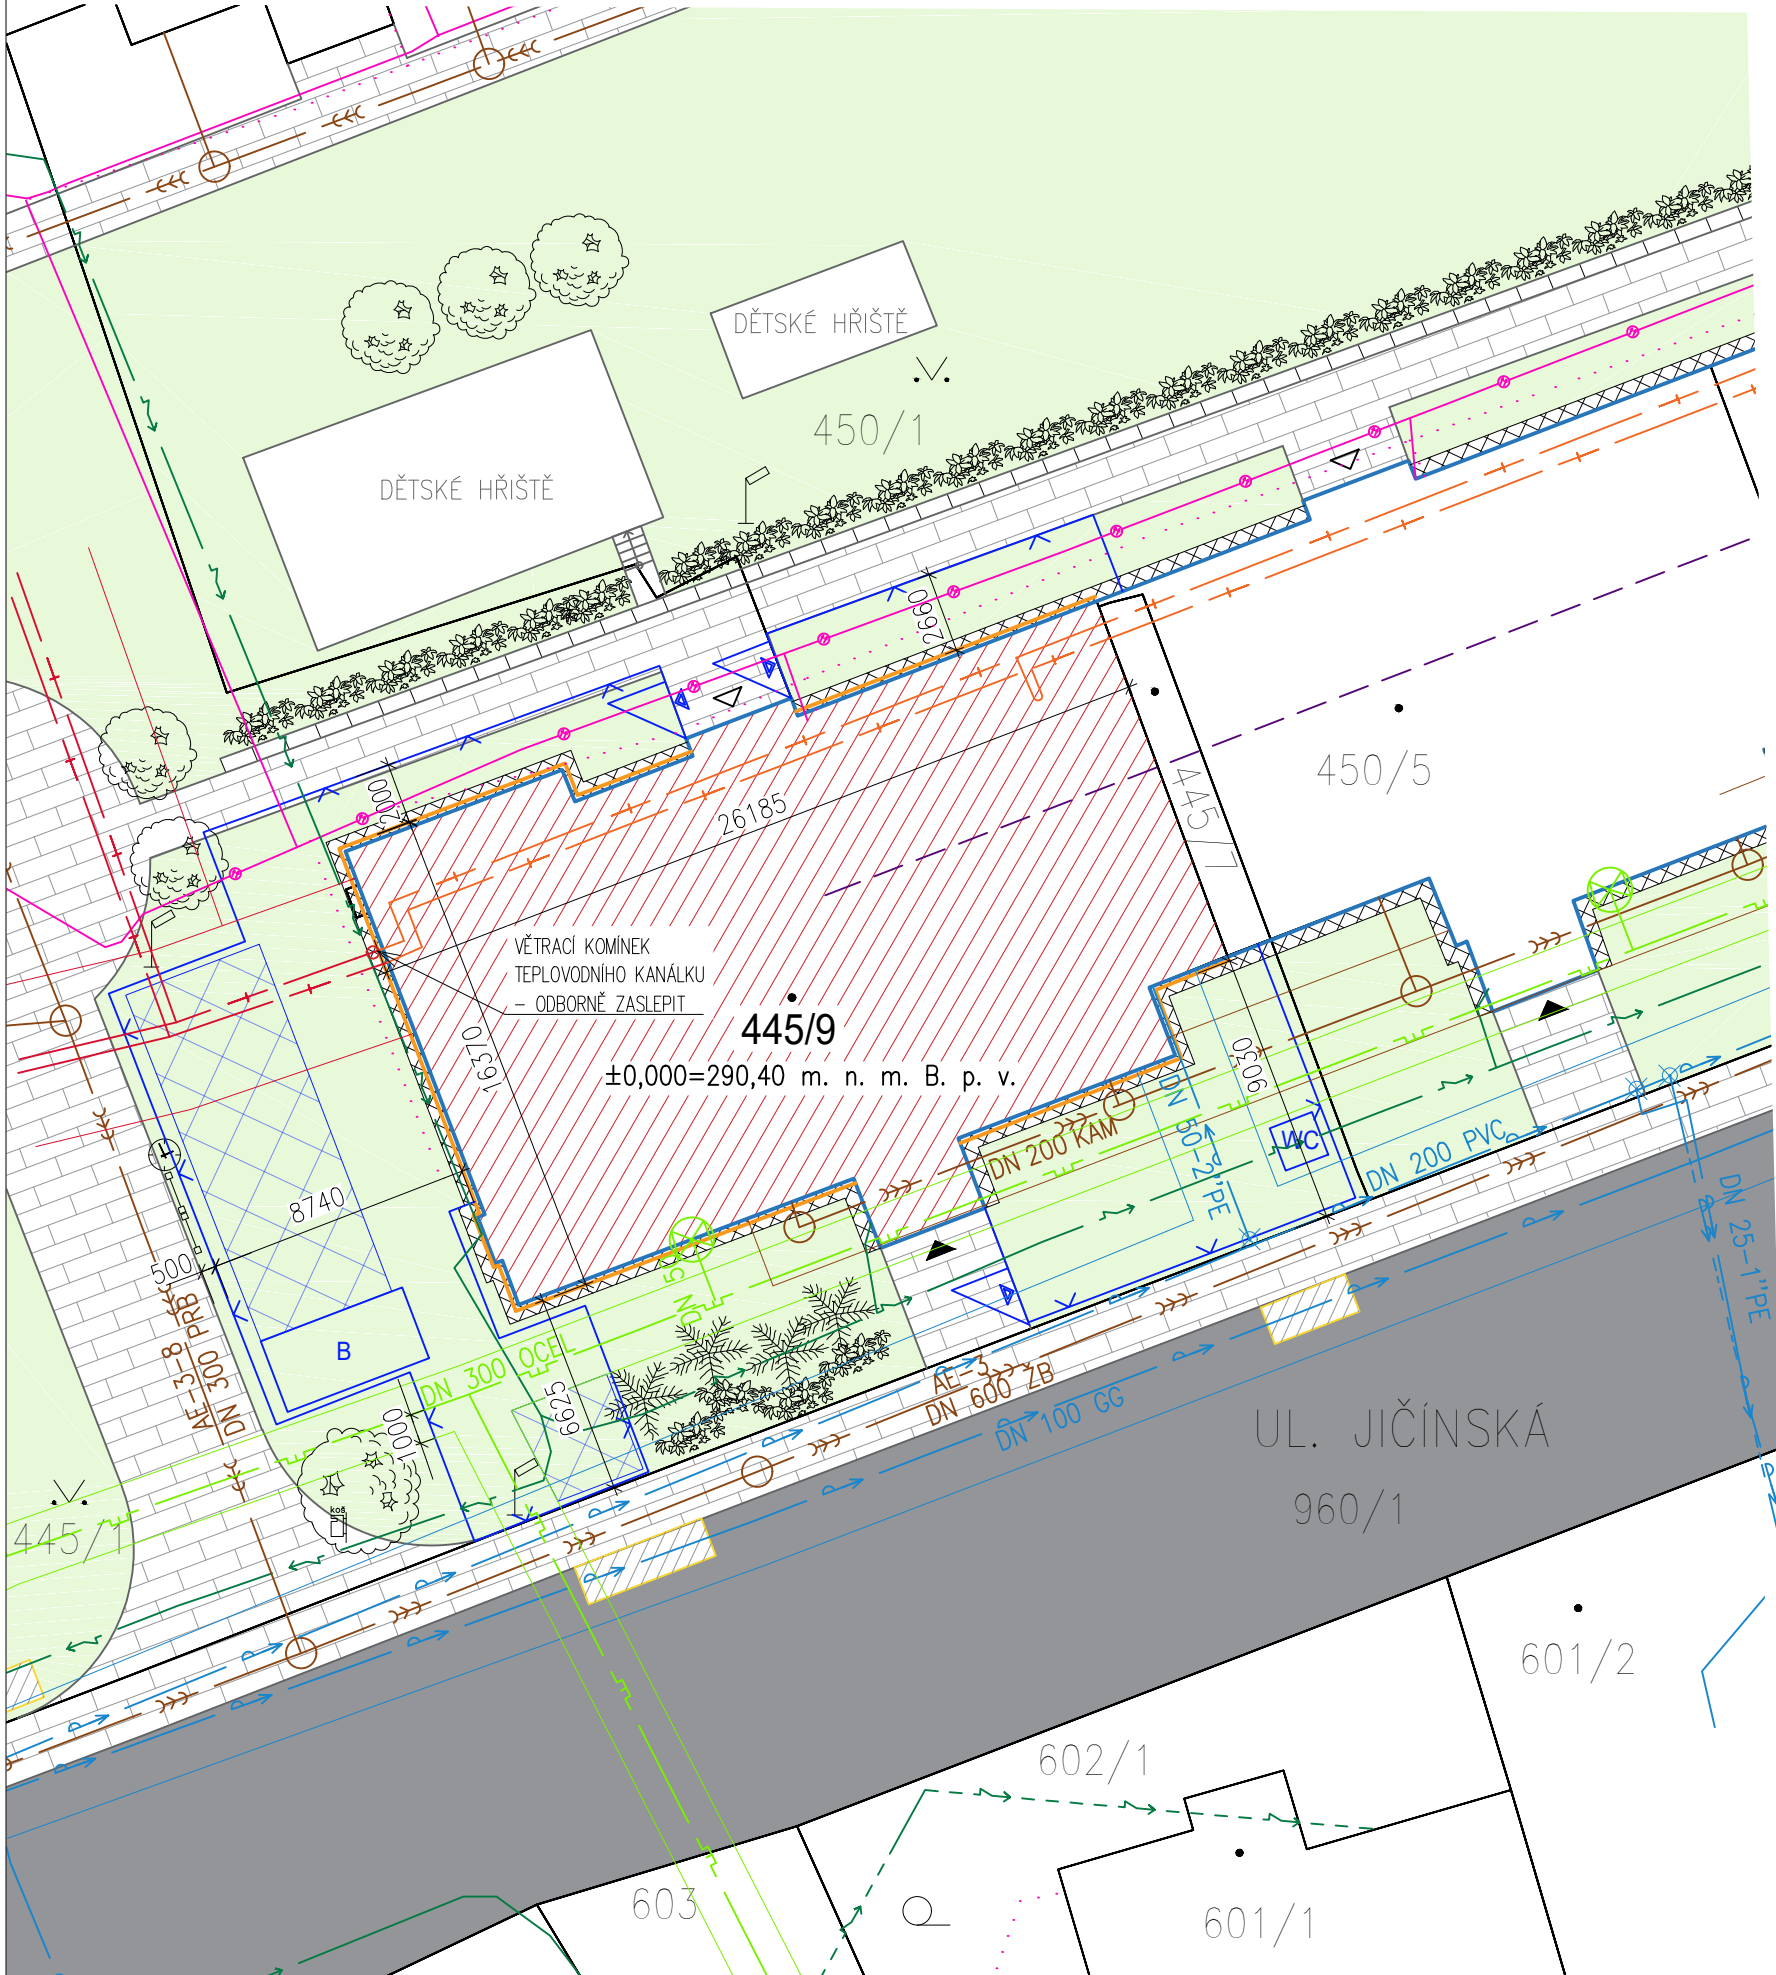 DĚTSKÉ HŘIŠTĚ
450/1
DĚTSKÉ HŘIŠTĚ
2660
450/5
445/7
2000
26185
VĚTRACÍ KOMÍNEK
TEPLOVODNÍHO KANÁLKU
– ODBORNĚ ZASLEPIT
445/9
±0,000=290,40 m. n. m. B. p. v.
16370
9030
DN 200 KAM
DN 50-2"PE
WC
DN 200 PVC
DN 25-1"PE
8740
500
AE-3-8
DN 300 PRB
B
DN 300 OCEL
DN 5
6625
1000
AE-3
DN 600 ŽB
DN 100 GG
UL. JIČÍNSKÁ
960/1
koš
445/1
601/2
602/1
603
601/1